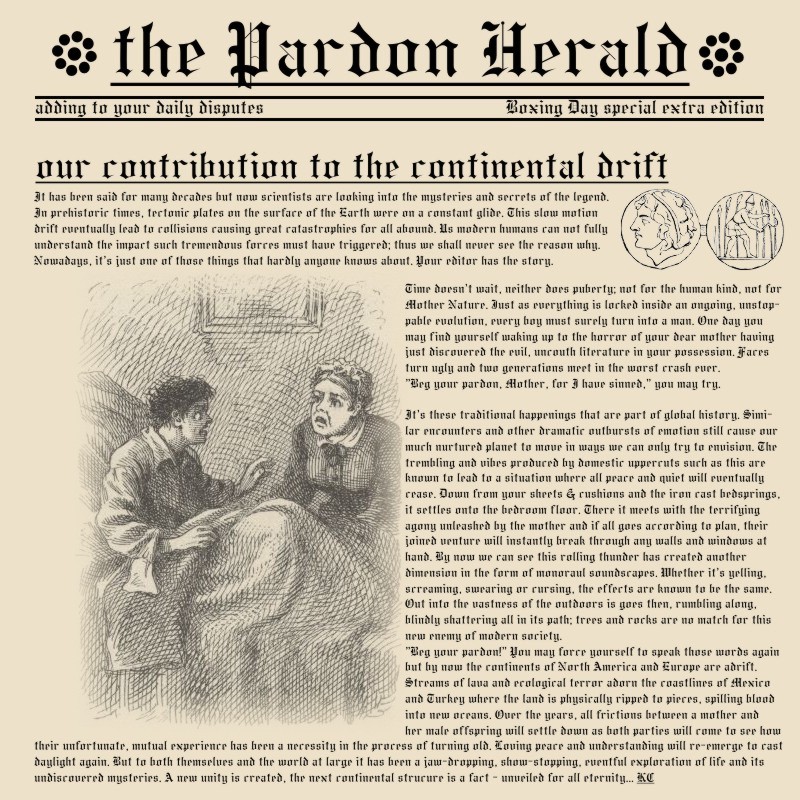 the Pardon Herald
adding to your daily disputes
Boxing Day special extra edition
our contribution to the continental drift
It has been said for many decades but now scientists are looking into the mysteries and secrets of the legend.
In prehistoric times, tectonic plates on the surface of the Earth were on a constant glide. This slow motion
drift eventually lead to collisions causing great catastrophies for all abound. Us modern humans can not fully
understand the impact such tremendous forces must have triggered; thus we shall never see the reason why.
Nowadays, it's just one of those things that hardly anyone knows about. Your editor has the story.
Time doesn't wait, neither does puberty; not for the human kind, not for
Mother Nature. Just as everything is locked inside an ongoing, unstop-
pable evolution, every boy must surely turn into a man. One day you
may find yourself waking up to the horror of your dear mother having
just discovered the evil, uncouth literature in your possession. Faces
turn ugly and two generations meet in the worst crash ever.
"Beg your pardon, Mother, for I have sinned," you may try.
It's these traditional happenings that are part of global history. Simi-
lar encounters and other dramatic outbursts of emotion still cause our
much nurtured planet to move in ways we can only try to envision. The
trembling and vibes produced by domestic uppercuts such as this are
known to lead to a situation where all peace and quiet will eventually
cease. Down from your sheets & cushions and the iron cast bedsprings,
it settles onto the bedroom floor. There it meets with the terrifying
agony unleashed by the mother and if all goes according to plan, their
joined venture will instantly break through any walls and windows at
hand. By now we can see this rolling thunder has created another
dimension in the form of monoraul soundscapes. Whether it's yelling,
screaming, swearing or cursing, the effects are known to be the same.
Out into the vastness of the outdoors is goes then, rumbling along,
blindly shattering all in its path; trees and rocks are no match for this
new enemy of modern society.
"Beg your pardon!" You may force yourself to speak those words again
but by now the continents of North America and Europe are adrift.
Streams of lava and ecological terror adorn the coastlines of Mexico
and Turkey where the land is physically ripped to pieces, spilling blood
into new oceans. Over the years, all frictions between a mother and
her male offspring will settle down as both parties will come to see how
their unfortunate, mutual experience has been a necessity in the process of turning old. Loving peace and understanding will re-emerge to cast
daylight again. But to both themselves and the world at large it has been a jaw-dropping, show-stopping, eventful exploration of life and its
undiscovered mysteries. A new unity is created, the next continental strucure is a fact - unveiled for all eternity... KC